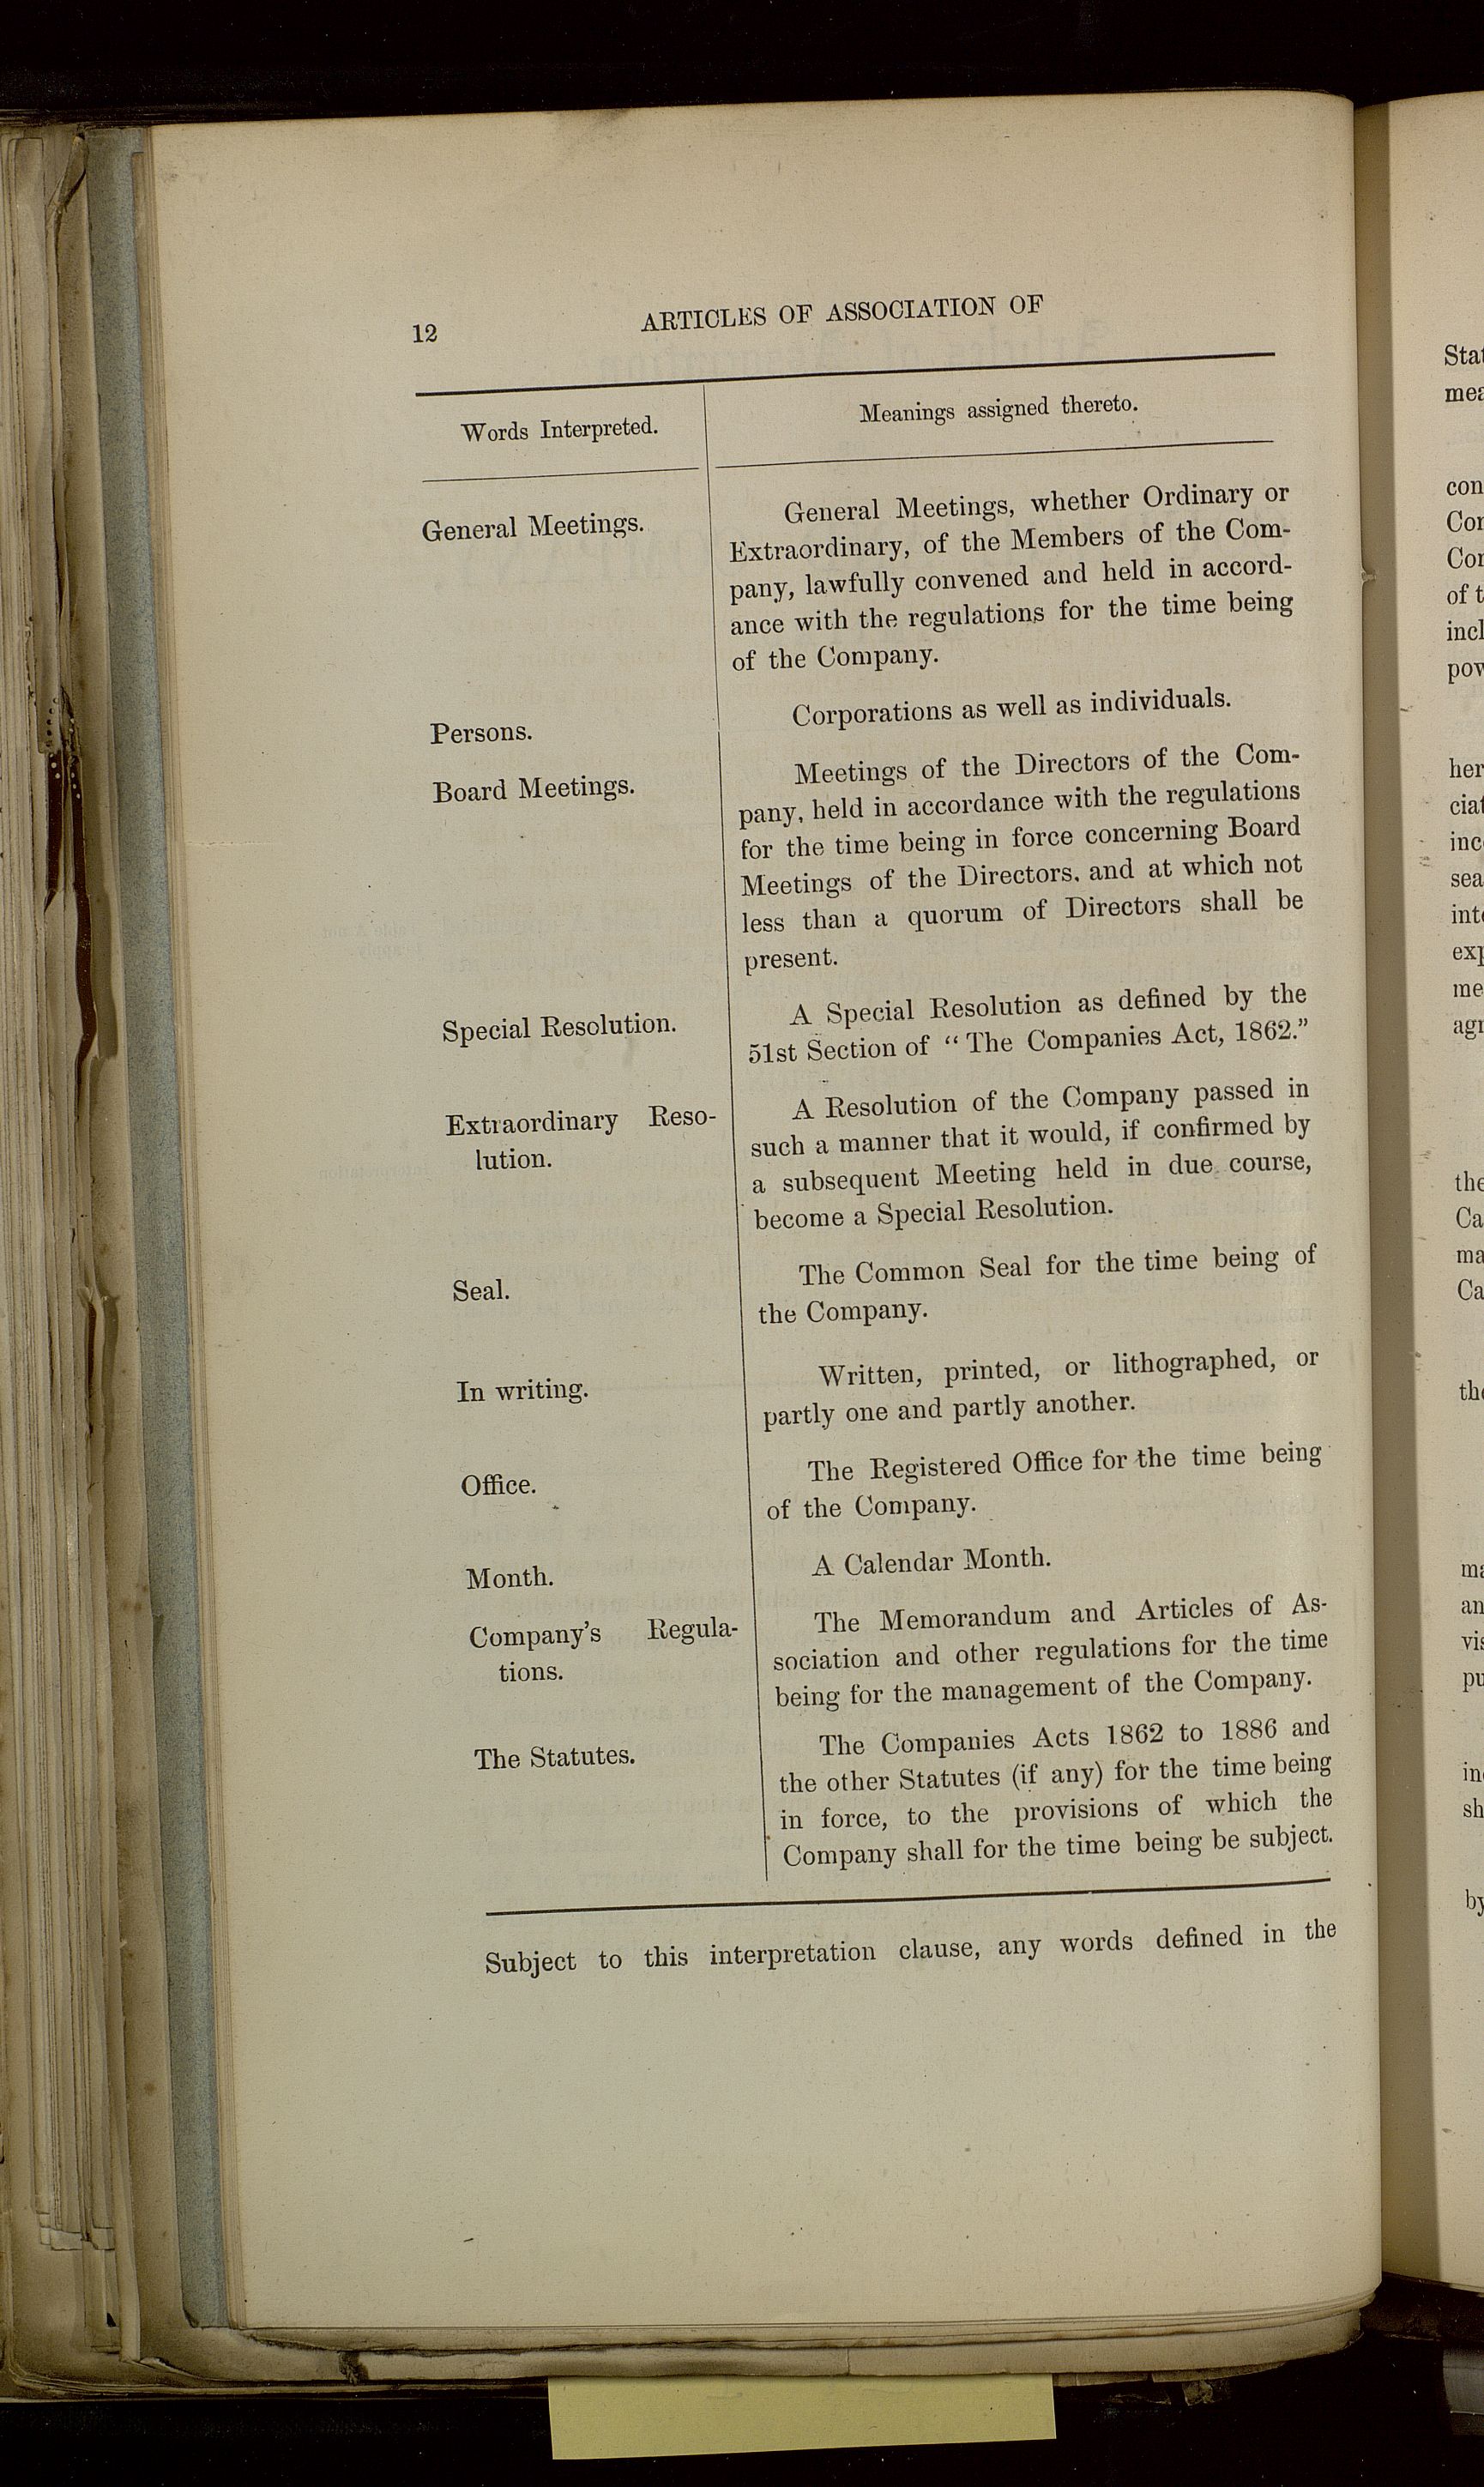 12
ARTICLES OF ASSOCIATION OF
Words Interpreted.
Meanings assigned thereto.
General Meetings.
General Meetings, whether Ordinary or
Extraordinary, of the Members of the Com-
pany, lawfully convened and held in accord-
ance with the regulations for the time being
of the Company.
Persons.
Corporations as well as individuals.
Board Meetings.
Meetings of the Directors of the Com-
pany, held in accordance with the regulations
for the time being in force concerning Board
Meetings of the Directors, and at which not
less than a quorum of Directors shall be
present.
Special Resolution.
A Special Resolution as defined by the
51st Section of “ The Companies Act, 1862.”
Extraordinary Reso-
lution.
A Resolution of the Company passed in
such a manner that it would, if confirmed by
a subsequent Meeting held in due course,
become a Special Resolution.
Seal.
The Common Seal for the time being of
the Company.
In writing.
Written, printed, or lithographed, or
partly one and partly another.
Office.
The Registered Office for the time being
of the Company.
Month.
A Calendar Month.
Company's Regula-
tions.
The Memorandum and Articles of As-
sociation and other regulations for the time
being for the management of the Company.
The Statutes.
The Companies Acts 1862 to 1886 and
the other Statutes (if any) for the time being
in force, to the provisions of which the
Company shall for the time being be subject.
Subject to this interpretation clause, any words defined in the